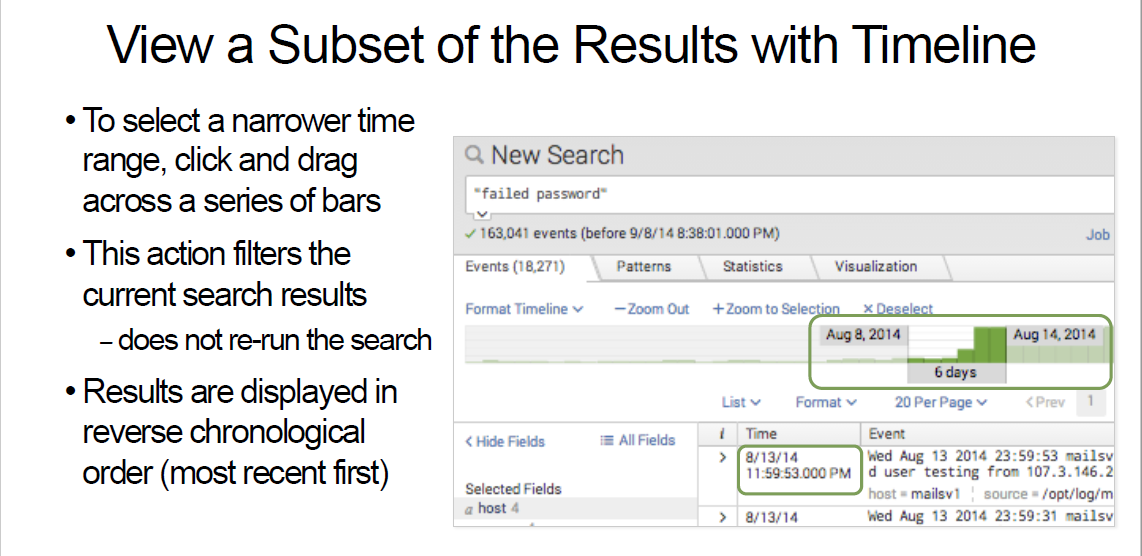 View a Subset of the Results with Timeline
• To select a narrower time
range, click and drag
across a series of bars
• This action filters the
current search results
– does not re-run the search
• Results are displayed in
reverse chronological
order (most recent first)
New Search
"failed password"
163,041 events (before 9/8/14 8:38:01.000 PM)
Job
Events (18,271) Patterns Statistics Visualization
Format Timeline – Zoom Out + Zoom to Selection × Deselect
Aug 8, 2014 Aug 14, 2014
6 days
List Format 20 Per Page < Prev 1
< Hide Fields All Fields
i Time Event
Selected Fields
a host 4
> 8/13/14 Wed Aug 13 2014 23:59:53 mailsv
11:59:53.000 PM d user testing from 107.3.146.2
host = mailsv1 source = /opt/log/m
> 8/13/14 Wed Aug 13 2014 23:59:31 mailsv